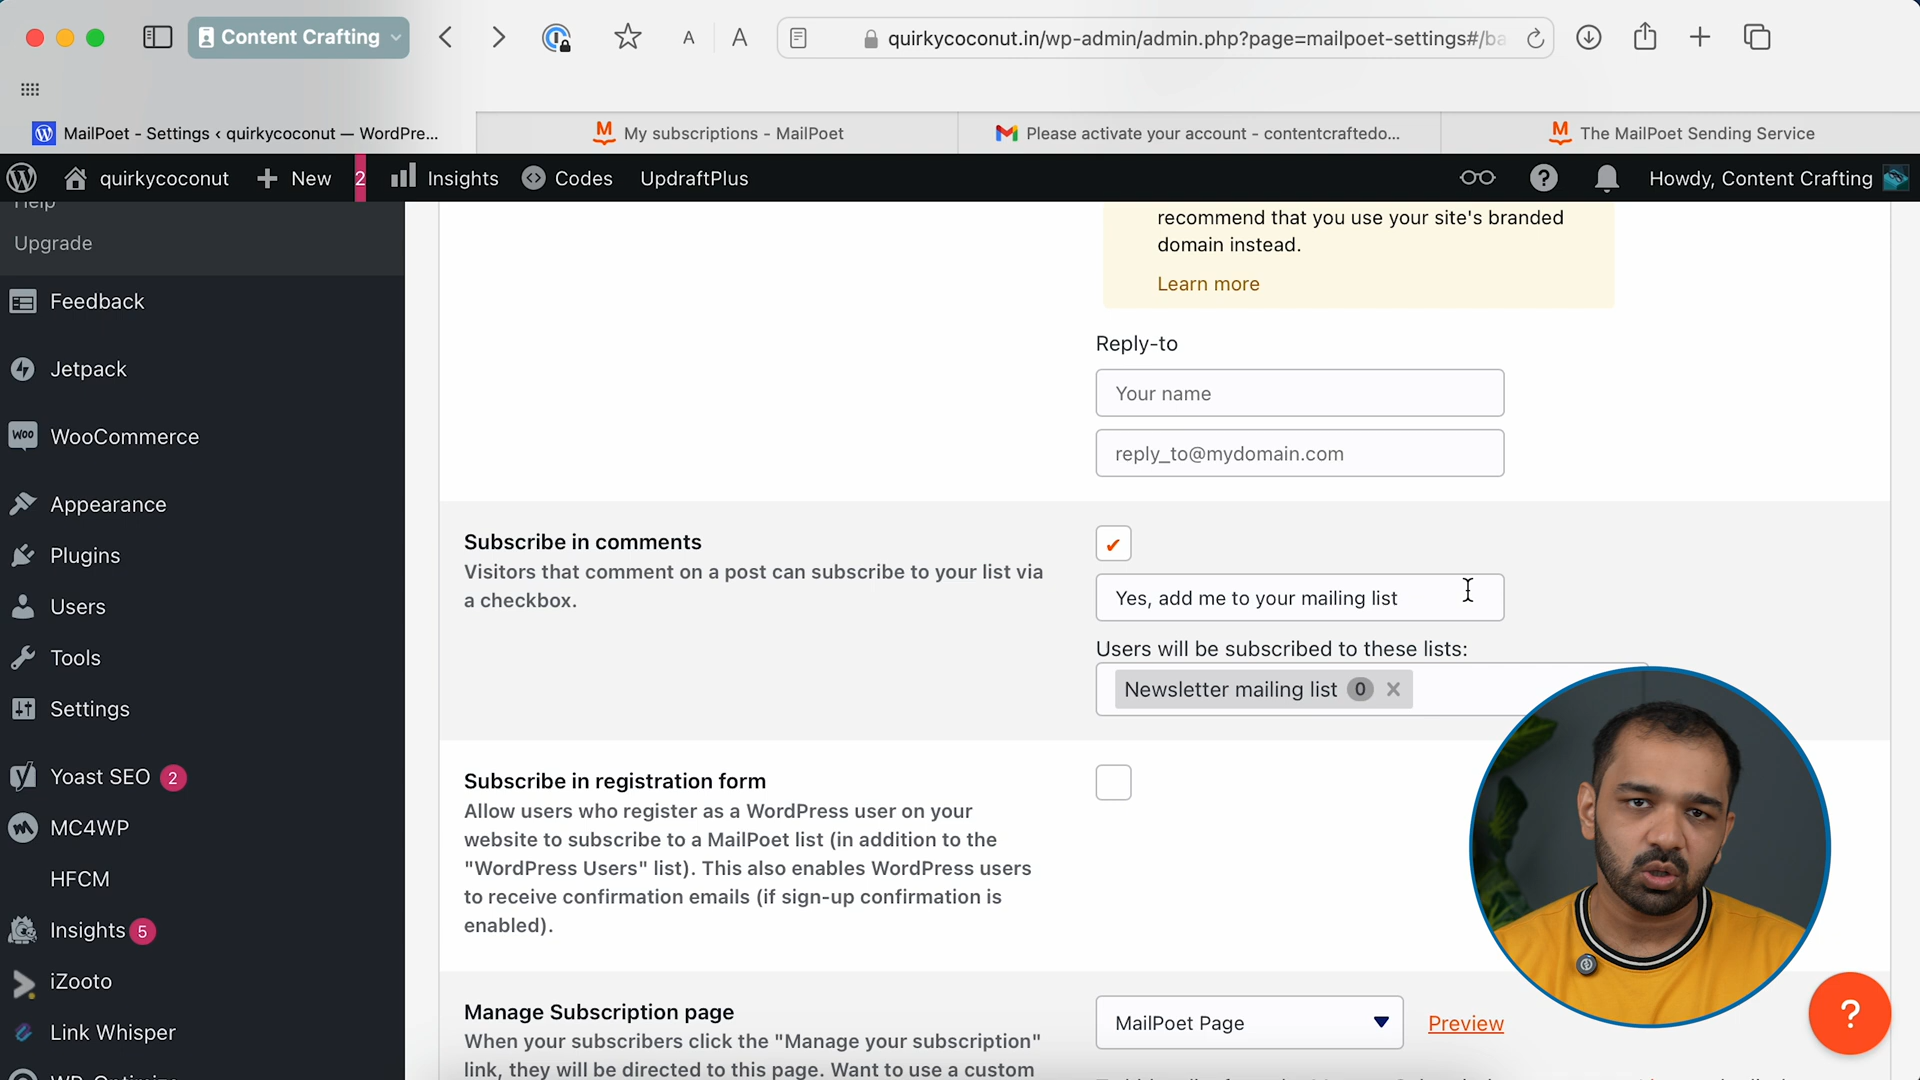 Content Crafting
A A
quirkycoconut.in/wp-admin/admin.php?page=mailpoet-settings#/ba
MailPoet - Settings ‹ quirkycoconut — WordPre...
My subscriptions - MailPoet
Please activate your account - contentcraftedo...
The MailPoet Sending Service
quirkycoconut
New
2
Insights
Codes
UpdraftPlus
Howdy, Content Crafting
Help
Upgrade
Feedback
Jetpack
WooCommerce
Appearance
Plugins
Users
Tools
Settings
Yoast SEO 2
MC4WP
HFCM
Insights 5
iZooto
Link Whisper
recommend that you use your site's branded
domain instead.
Learn more
Reply-to
Your name
reply_to@mydomain.com
Subscribe in comments
Visitors that comment on a post can subscribe to your list via
a checkbox.
Yes, add me to your mailing list
Users will be subscribed to these lists:
Newsletter mailing list 0 ×
Subscribe in registration form
Allow users who register as a WordPress user on your
website to subscribe to a MailPoet list (in addition to the
"WordPress Users" list). This also enables WordPress users
to receive confirmation emails (if sign-up confirmation is
enabled).
Manage Subscription page
When your subscribers click the "Manage your subscription"
link, they will be directed to this page. Want to use a custom
MailPoet Page
Preview
?